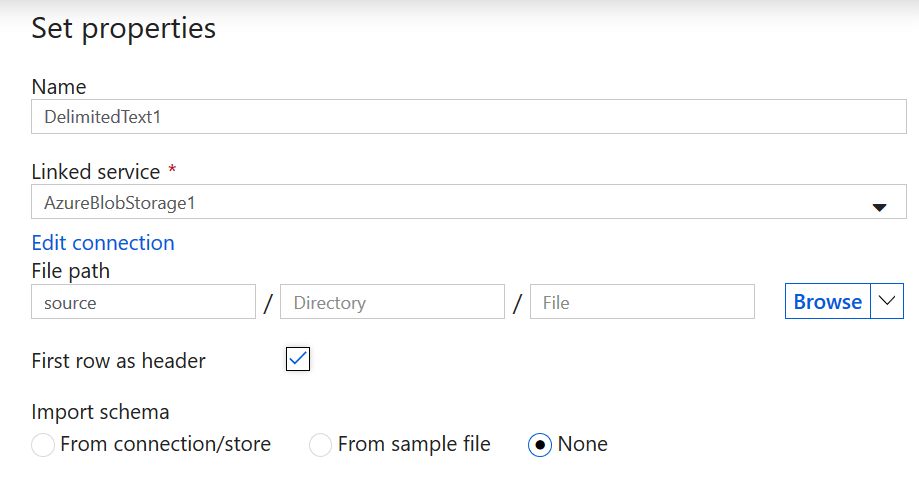 Set properties
Name
DelimitedText1
Linked service *
AzureBlobStorage1
Edit connection
File path
source / Directory / File Browse
First row as header
Import schema
From connection/store From sample file None